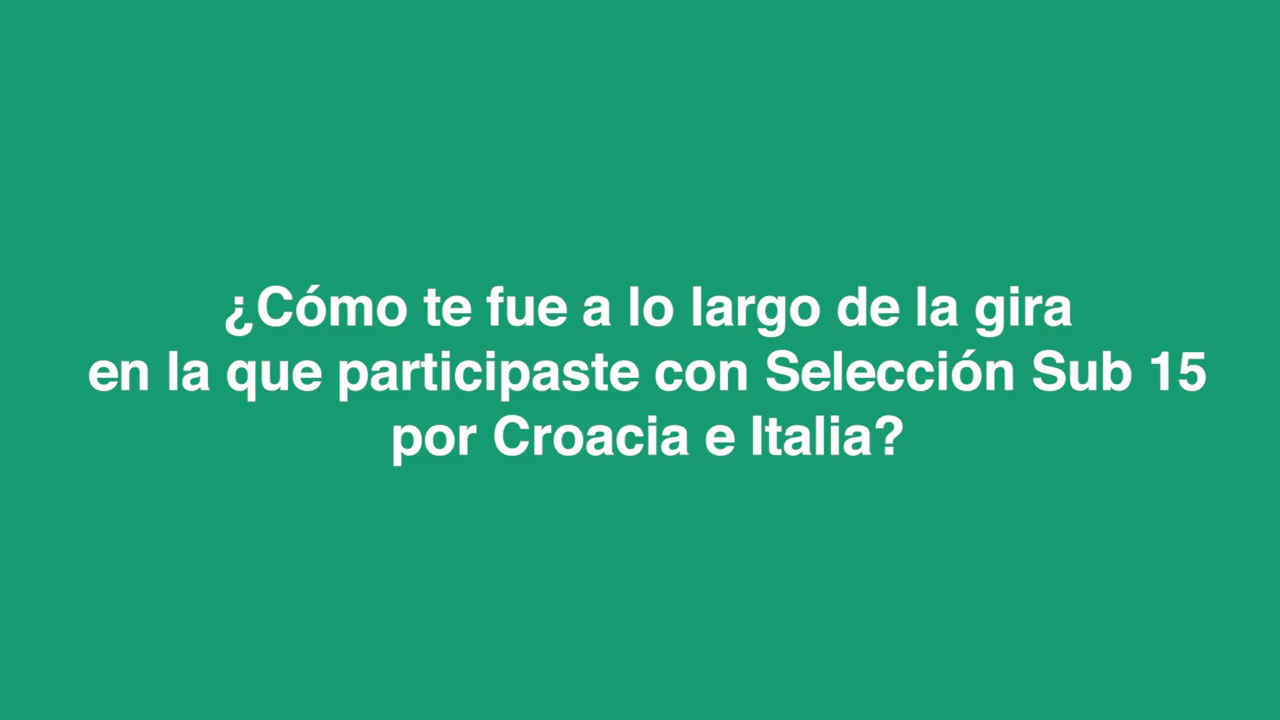 ¿Cómo te fue a lo largo de la gira
en la que participaste con Selección Sub 15
por Croacia e Italia?